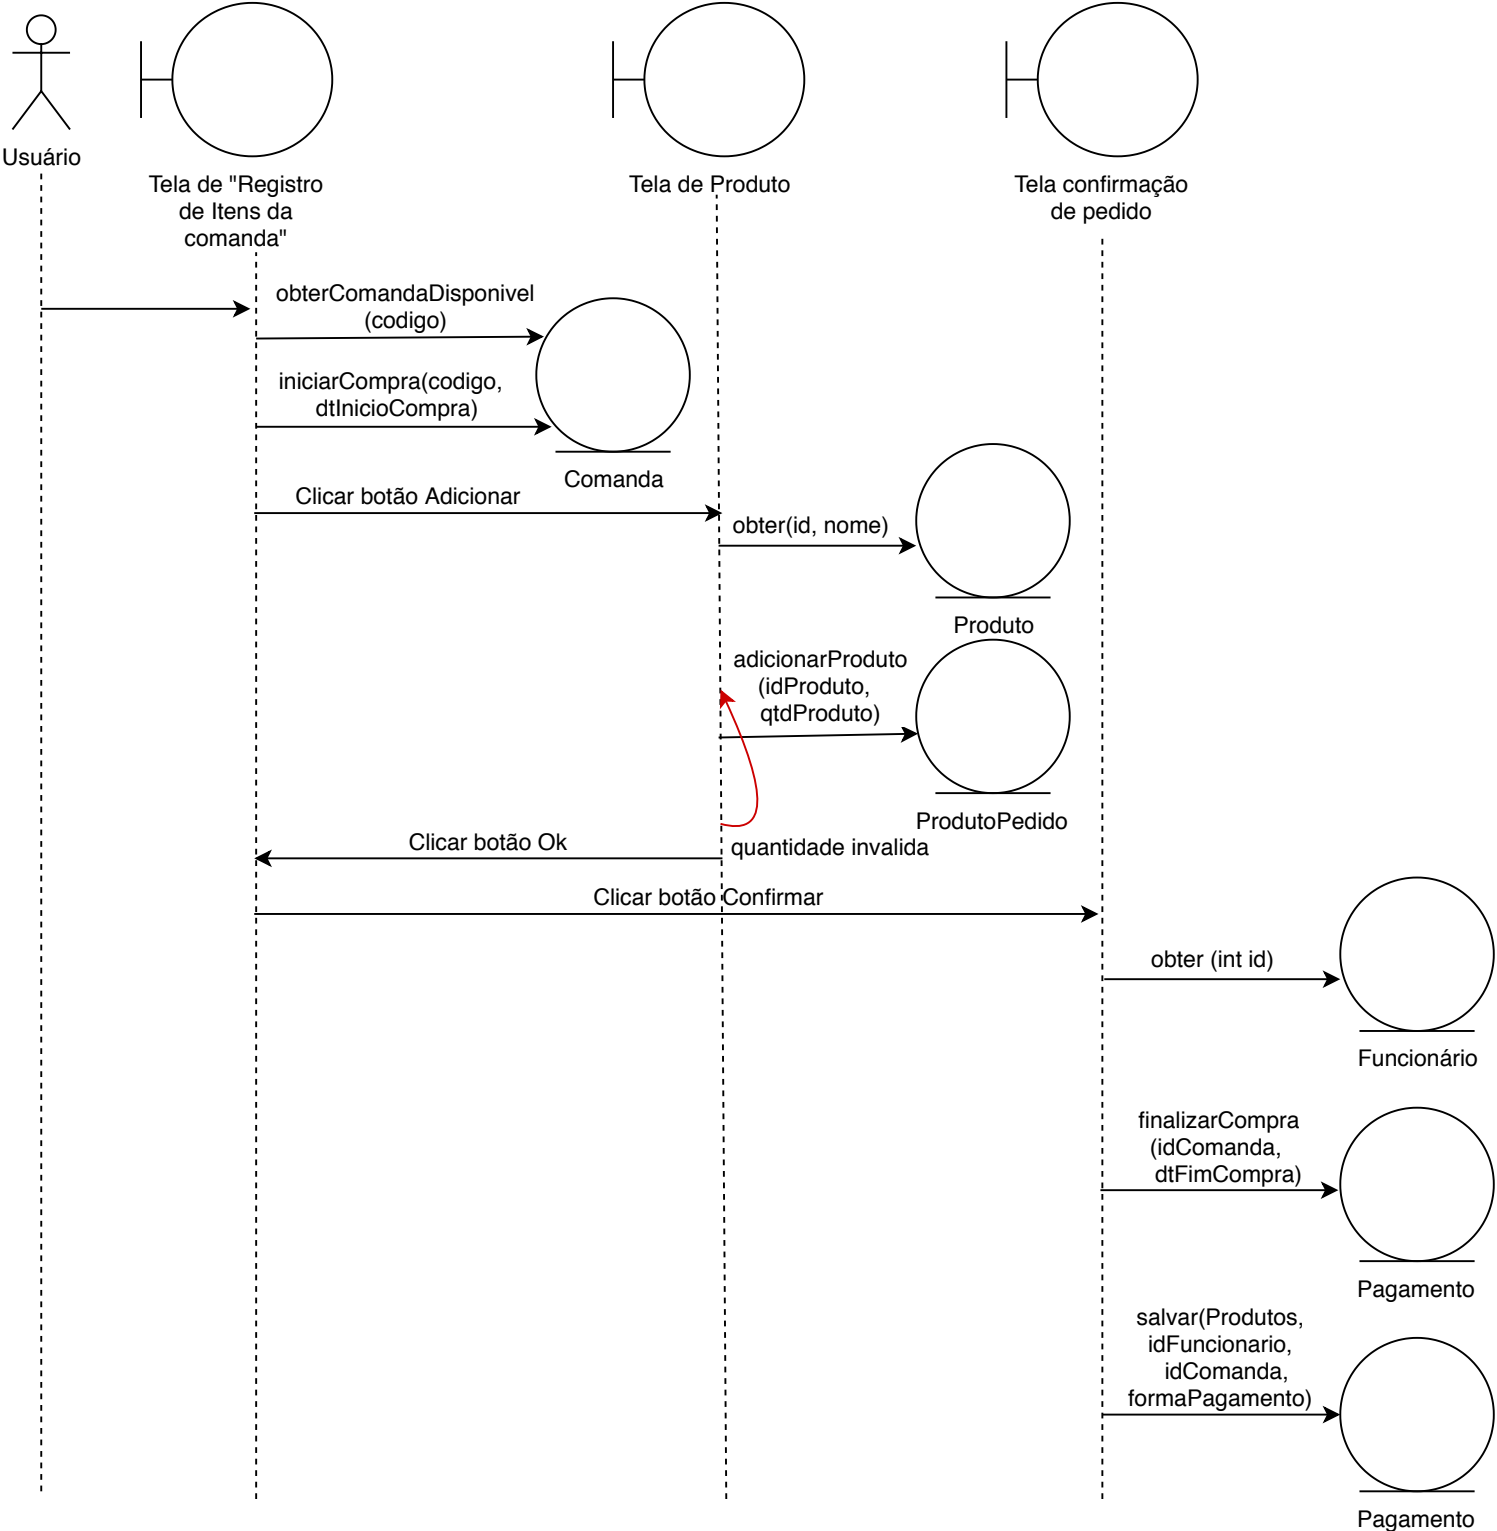 Usuário
Tela de "Registro
de Itens da
comanda"
Tela de Produto
Tela confirmação
de pedido
obterComandaDisponivel
(codigo)
iniciarCompra(codigo,
dtInicioCompra)
Comanda
Clicar botão Adicionar
obter(id, nome)
Produto
adicionarProduto
(idProduto,
qtdProduto)
ProdutoPedido
quantidade invalida
Clicar botão Ok
Clicar botão Confirmar
obter (int id)
Funcionário
finalizarCompra
(idComanda,
dtFimCompra)
Pagamento
salvar(Produtos,
idFuncionario,
idComanda,
formaPagamento)
Pagamento